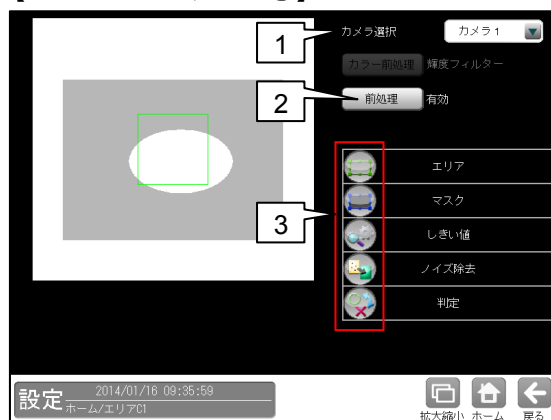 1
カメラ選択
カメラ1
カラー前処理
輝度フィルター
2
前処理
有効
3
エリア
マスク
しきい値
ノイズ除去
判定
設定
2014/01/16 09:35:59
ホーム/エリアC1
拡大縮小
ホーム
戻る